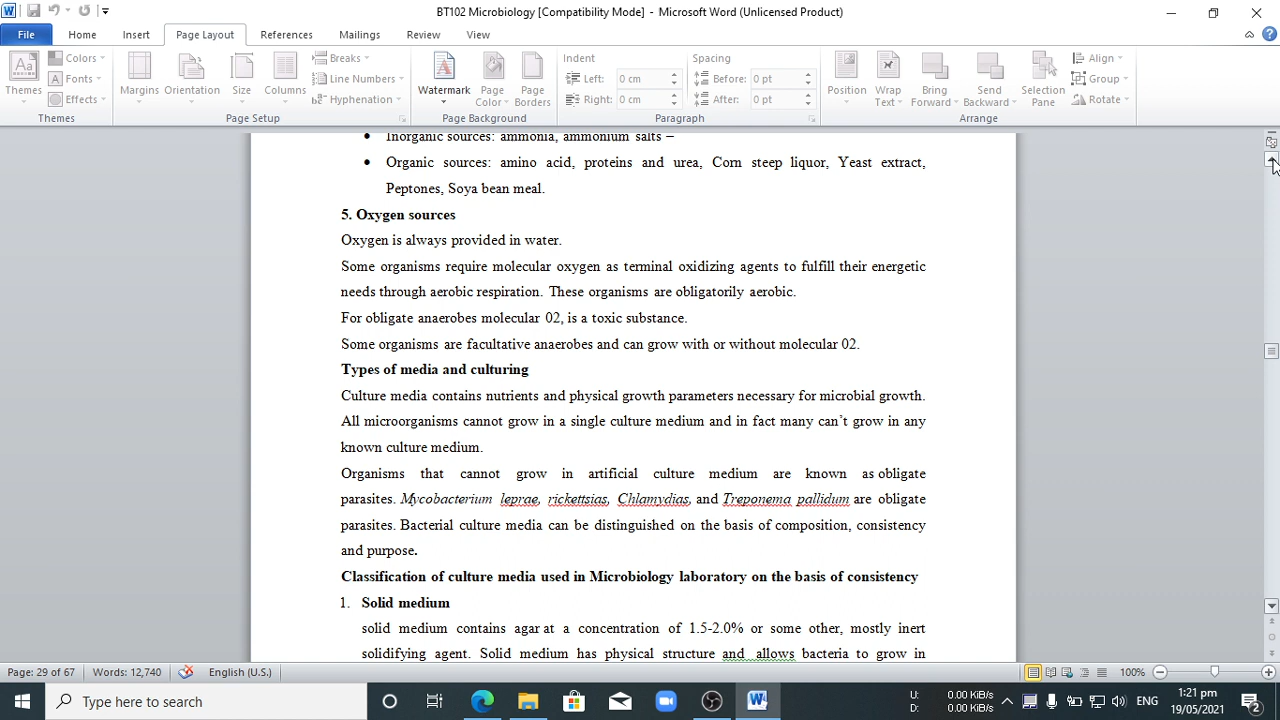 BT102 Microbiology [Compatibility Mode] - Microsoft Word (Unlicensed Product)
File Home Insert Page Layout References Mailings Review View
Themes Colors Fonts Effects
Margins Orientation Size Columns Breaks Line Numbers Hyphenation
Watermark Page Color Page Borders
Indent Left: 0 cm Right: 0 cm
Spacing Before: 0 pt After: 0 pt
Position Wrap Text Bring Forward Send Backward Selection Pane Align Group Rotate
Themes Page Setup Page Background Paragraph Arrange
• Inorganic sources: ammonia, ammonium salts –
• Organic sources: amino acid, proteins and urea, Corn steep liquor, Yeast extract,
Peptones, Soya bean meal.
5. Oxygen sources
Oxygen is always provided in water.
Some organisms require molecular oxygen as terminal oxidizing agents to fulfill their energetic
needs through aerobic respiration. These organisms are obligatorily aerobic.
For obligate anaerobes molecular 02, is a toxic substance.
Some organisms are facultative anaerobes and can grow with or without molecular 02.
Types of media and culturing
Culture media contains nutrients and physical growth parameters necessary for microbial growth.
All microorganisms cannot grow in a single culture medium and in fact many can’t grow in any
known culture medium.
Organisms that cannot grow in artificial culture medium are known as obligate
parasites. Mycobacterium leprae, rickettsias, Chlamydias, and Treponema pallidum are obligate
parasites. Bacterial culture media can be distinguished on the basis of composition, consistency
and purpose.
Classification of culture media used in Microbiology laboratory on the basis of consistency
1. Solid medium
solid medium contains agar at a concentration of 1.5-2.0% or some other, mostly inert
solidifying agent. Solid medium has physical structure and allows bacteria to grow in
Page: 29 of 67 Words: 12,740 English (U.S.) 100%
Type here to search
U: 0.00 KiB/s
D: 0.00 KiB/s
ENG
1:21 pm
19/05/2021
2